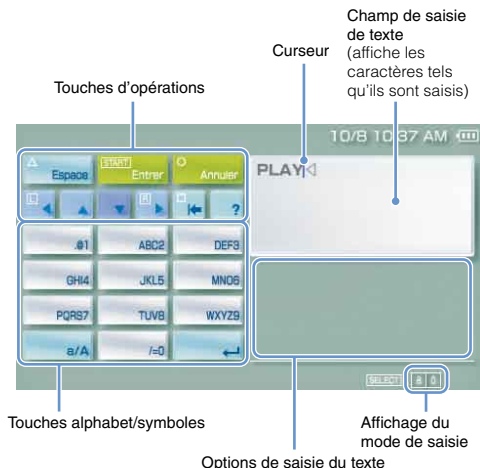 Champ de saisie
de texte
(affiche les
caractères tels
qu'ils sont saisis)
Curseur
Touches d'opérations
10/8 10:37 AM
Espace
START
Entrer
Annuler
L
R
?
PLAY
.@1
ABC2
DEF3
GHI4
JKL5
MNO6
PQRS7
TUV8
WXYZ9
a/A
/=0
SELECT
Touches alphabet/symboles
Affichage du
mode de saisie
Options de saisie du texte